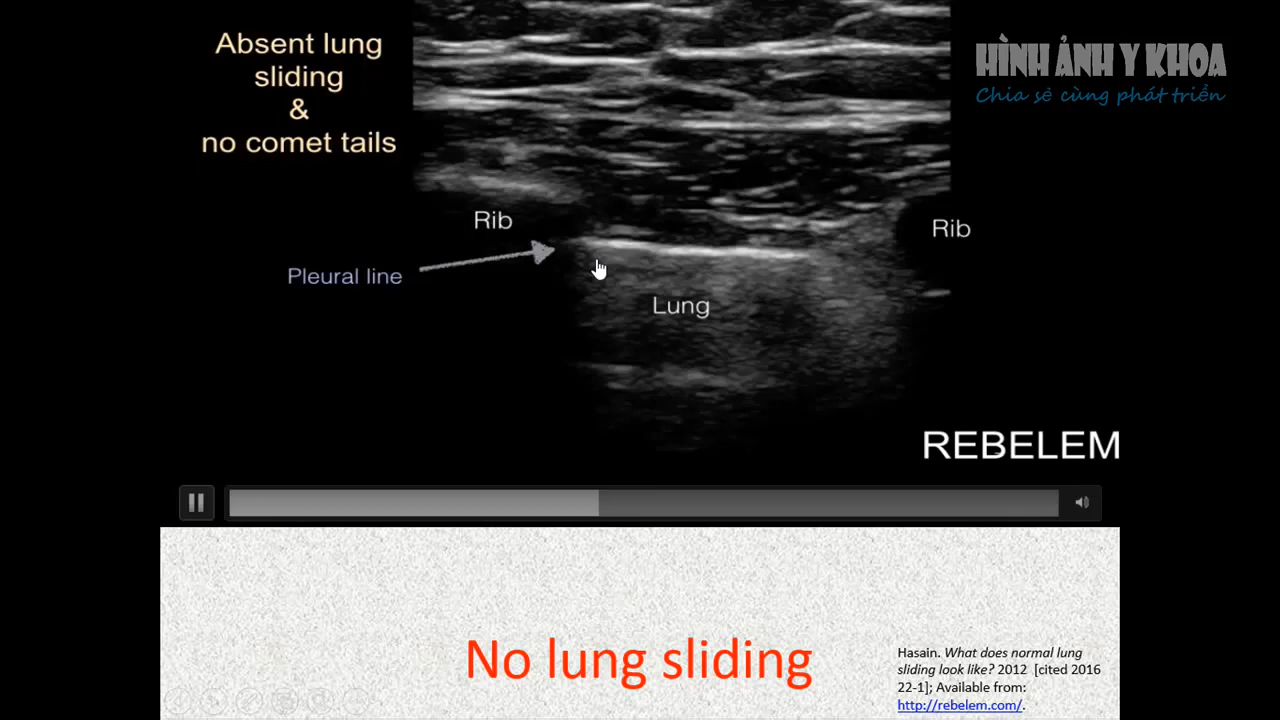 Absent lung
sliding
&
no comet tails
HÌNH ẢNH Y KHOA
Chia sẻ cùng phát triển
Rib
Rib
Pleural line
Lung
REBELEM
No lung sliding
Hasain. What does normal lung
sliding look like? 2012 [cited 2016
22-1]; Available from:
http://rebelem.com/.